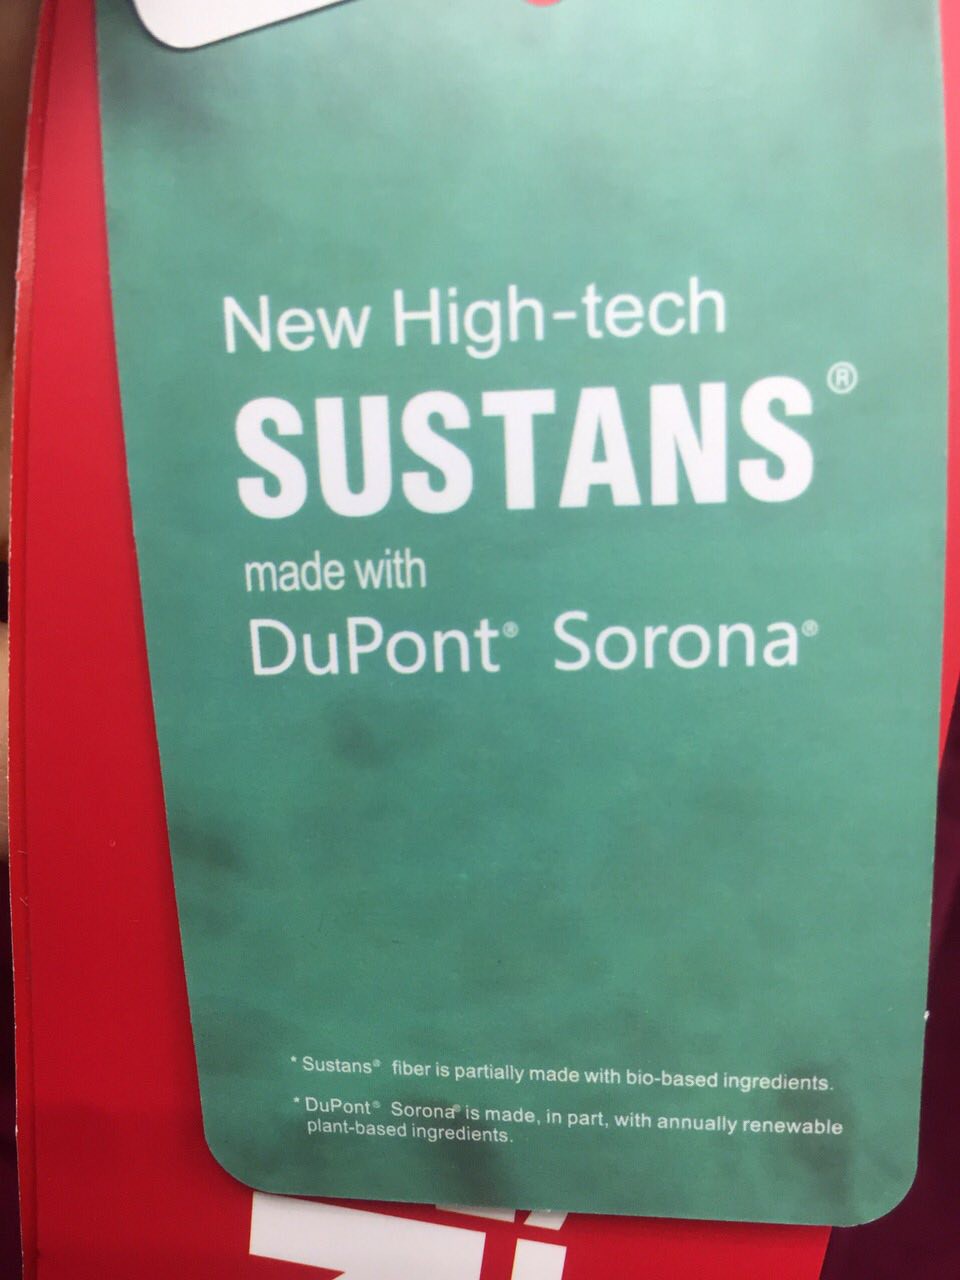 New High-tech
SUSTANS®
made with
DuPont® Sorona®
* Sustans® fiber is partially made with bio-based ingredients.
* DuPont® Sorona® is made, in part, with annually renewable
plant-based ingredients.